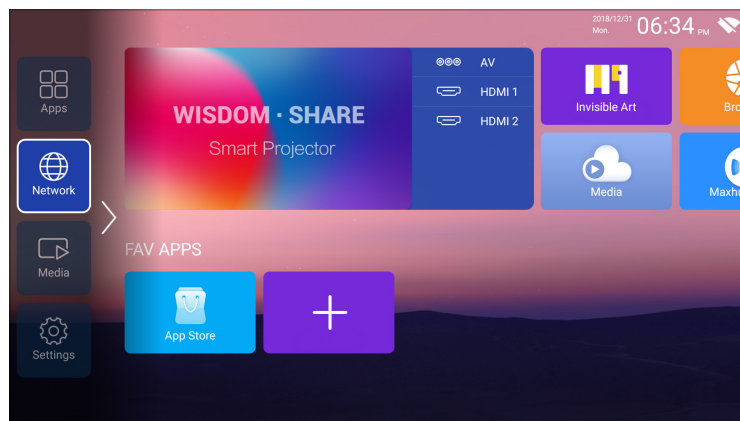 2018/12/31
Mon.
06:34 PM
Apps
Network
Media
Settings
WISDOM · SHARE
Smart Projector
AV
HDMI 1
HDMI 2
Invisible Art
Media
FAV APPS
App Store